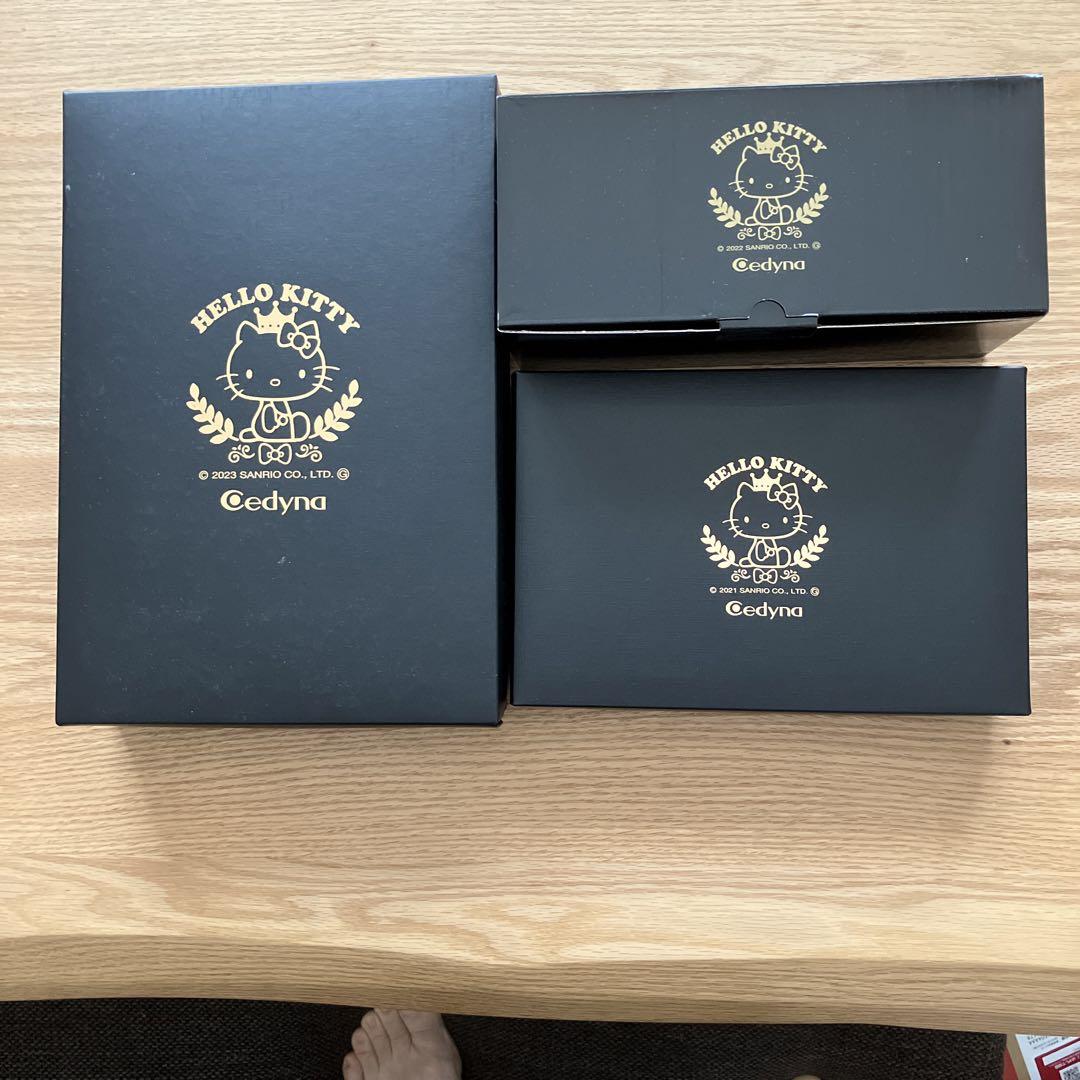 HELLO KITTY
© 2023 SANRIO CO., LTD. Ⓖ
Cedyna
HELLO KITTY
© 2022 SANRIO CO., LTD. Ⓖ
Cedyna
HELLO KITTY
© 2021 SANRIO CO., LTD. Ⓖ
Cedyna